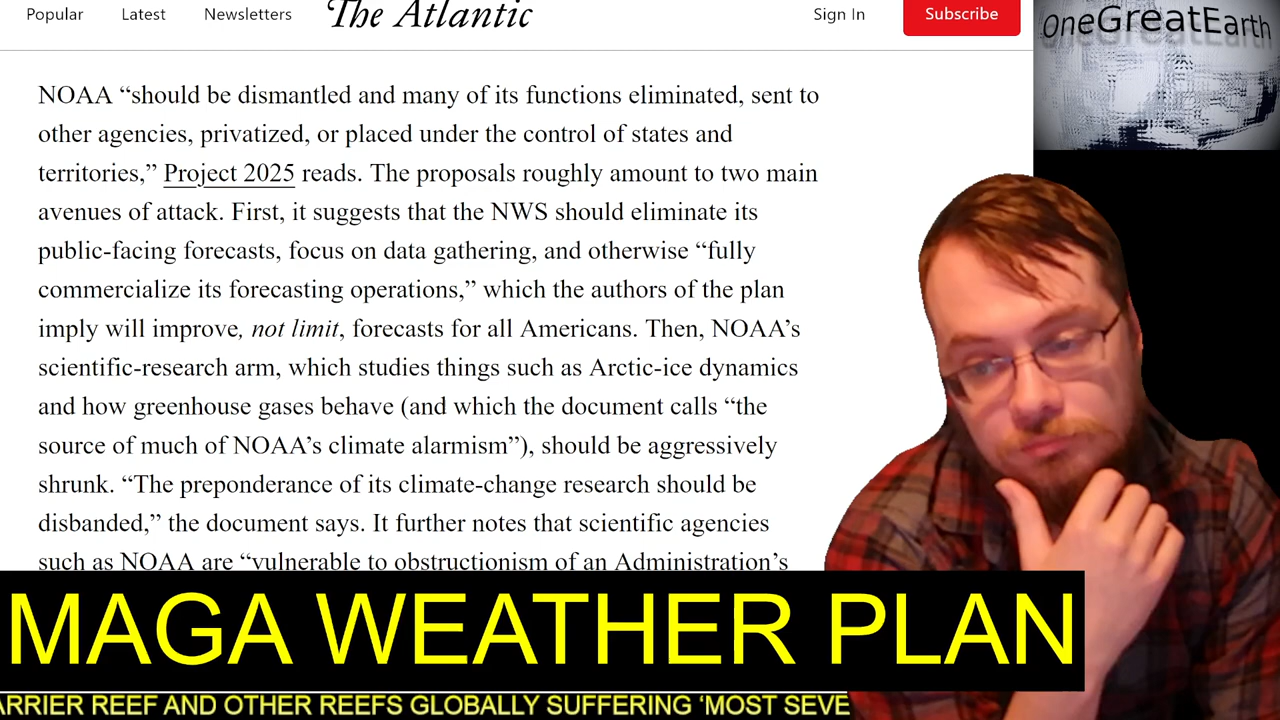 Popular Latest Newsletters The Atlantic Sign In Subscribe
OneGreatEarth
NOAA “should be dismantled and many of its functions eliminated, sent to
other agencies, privatized, or placed under the control of states and
territories,” Project 2025 reads. The proposals roughly amount to two main
avenues of attack. First, it suggests that the NWS should eliminate its
public-facing forecasts, focus on data gathering, and otherwise “fully
commercialize its forecasting operations,” which the authors of the plan
imply will improve, not limit, forecasts for all Americans. Then, NOAA’s
scientific-research arm, which studies things such as Arctic-ice dynamics
and how greenhouse gases behave (and which the document calls “the
source of much of NOAA’s climate alarmism”), should be aggressively
shrunk. “The preponderance of its climate-change research should be
disbanded,” the document says. It further notes that scientific agencies
such as NOAA are “vulnerable to obstructionism of an Administration’s
MAGA WEATHER PLAN
ARRIER REEF AND OTHER REEFS GLOBALLY SUFFERING ‘MOST SEVE